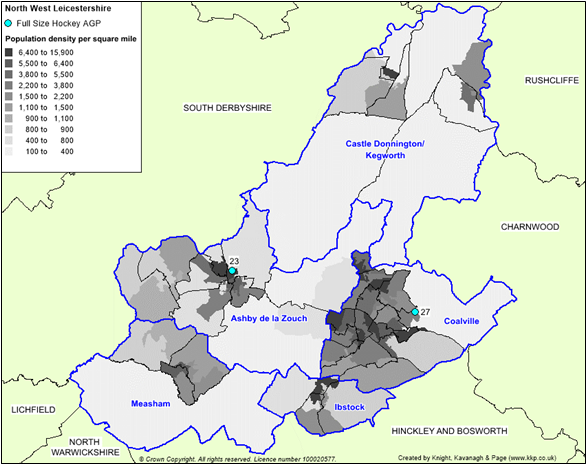 North West Leicestershire
Full Size Hockey AGP
Population density per square mile
6,400 to 15,900
5,500 to 6,400
3,800 to 5,500
2,200 to 3,800
1,500 to 2,200
1,100 to 1,500
900 to 1,100
800 to 900
400 to 800
100 to 400
RUSHCLIFFE
SOUTH DERBYSHIRE
Castle Donnington/
Kegworth
CHARNWOOD
23
27
Ashby de la Zouch
Coalville
Measham
Ibstock
LICHFIELD
NORTH
WARWICKSHIRE
HINCKLEY AND BOSWORTH
© Crown Copyright. All rights reserved. Licence number 100020577.
Created by Knight, Kavanagh & Page (www.kkp.co.uk)